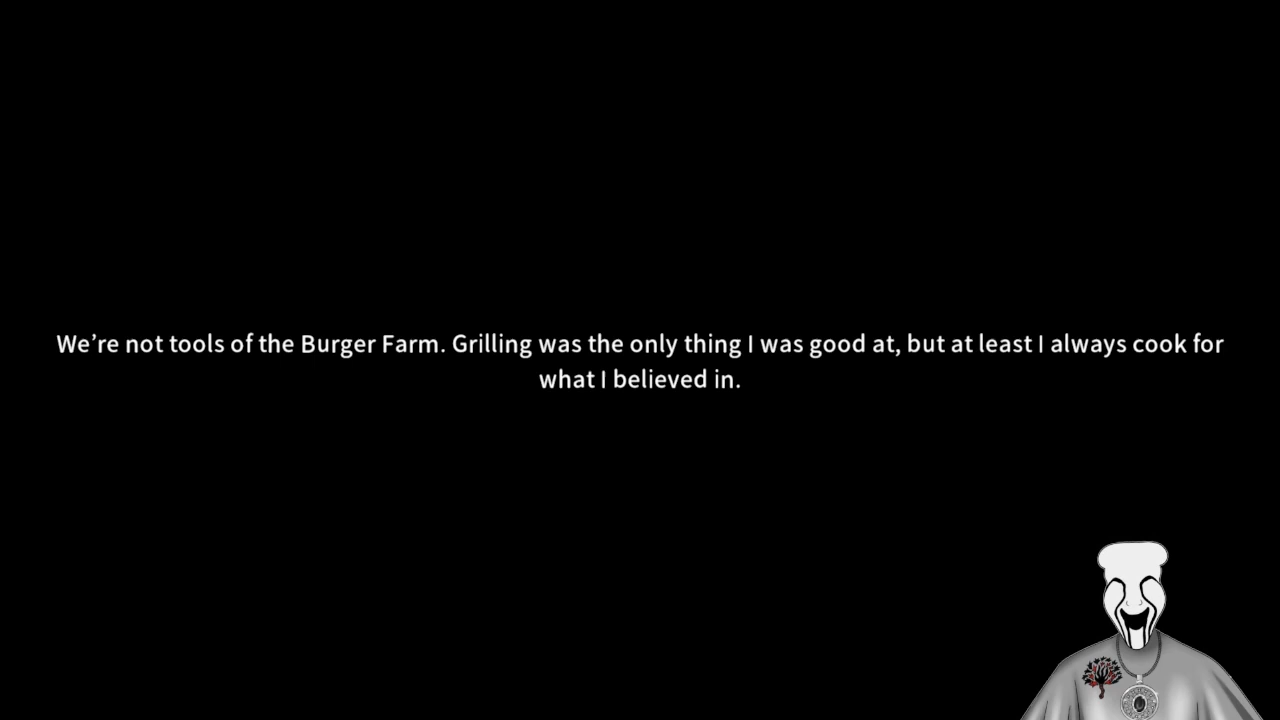 We’re not tools of the Burger Farm. Grilling was the only thing I was good at, but at least I always cook for
what I believed in.